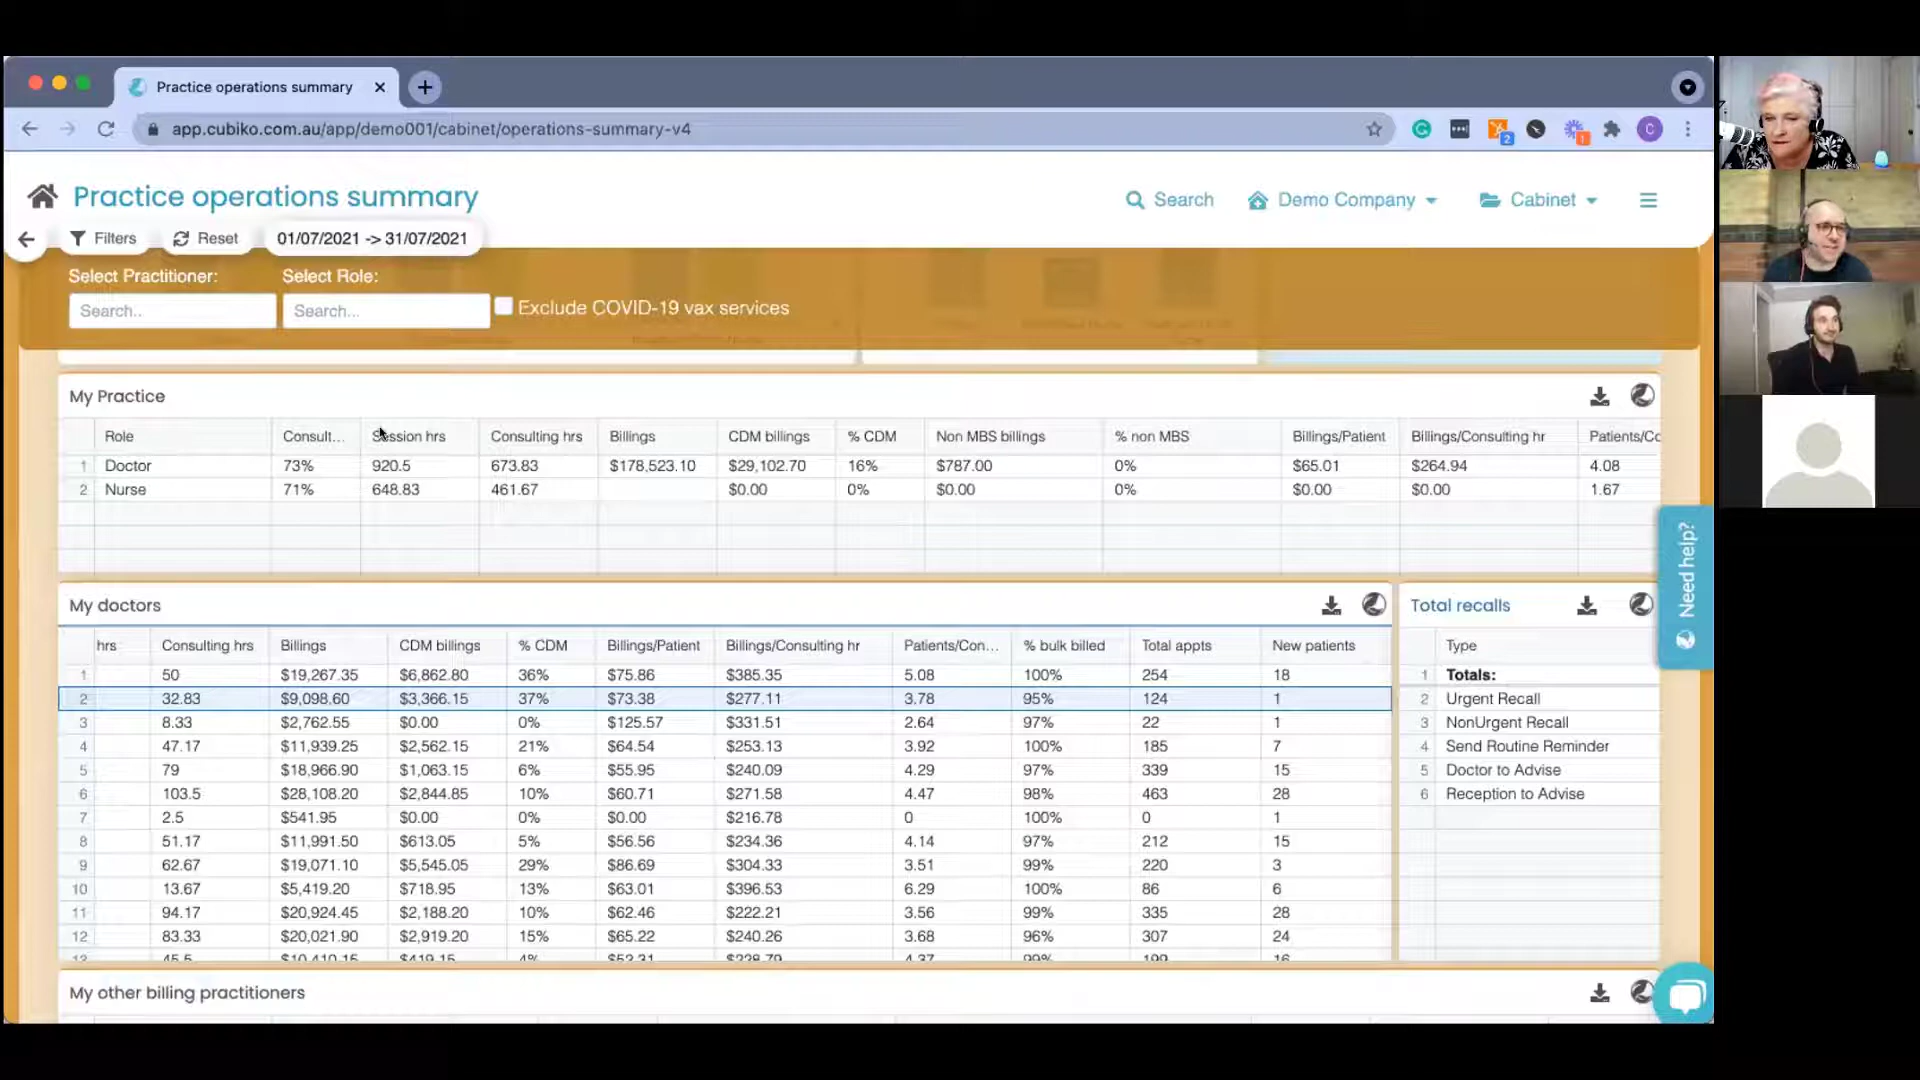 Practice operations summary
app.cubiko.com.au/app/demo001/cabinet/operations-summary-v4
2
1
C
Practice operations summary
Search
Demo Company
Cabinet
Filters
Reset
01/07/2021 -> 31/07/2021
Select Practitioner:
Select Role:
Search..
Search...
Exclude COVID-19 vax services
My Practice
Role Consult... Session hrs Consulting hrs Billings CDM billings % CDM Non MBS billings % non MBS Billings/Patient Billings/Consulting hr Patients/Co
1 Doctor 73% 920.5 673.83 $178,523.10 $29,102.70 16% $787.00 0% $65.01 $264.94 4.08
2 Nurse 71% 648.83 461.67 $0.00 0% $0.00 0% $0.00 $0.00 1.67
Need help?
My doctors
hrs Consulting hrs Billings CDM billings % CDM Billings/Patient Billings/Consulting hr Patients/Con... % bulk billed Total appts New patients
1 50 $19,267.35 $6,862.80 36% $75.86 $385.35 5.08 100% 254 18
2 32.83 $9,098.60 $3,366.15 37% $73.38 $277.11 3.78 95% 124 1
3 8.33 $2,762.55 $0.00 0% $125.57 $331.51 2.64 97% 22 1
4 47.17 $11,939.25 $2,562.15 21% $64.54 $253.13 3.92 100% 185 7
5 79 $18,966.90 $1,063.15 6% $55.95 $240.09 4.29 97% 339 15
6 103.5 $28,108.20 $2,844.85 10% $60.71 $271.58 4.47 98% 463 28
7 2.5 $541.95 $0.00 0% $0.00 $216.78 0 100% 0 1
8 51.17 $11,991.50 $613.05 5% $56.56 $234.36 4.14 97% 212 15
9 62.67 $19,071.10 $5,545.05 29% $86.69 $304.33 3.51 99% 220 3
10 13.67 $5,419.20 $718.95 13% $63.01 $396.53 6.29 100% 86 6
11 94.17 $20,924.45 $2,188.20 10% $62.46 $222.21 3.56 99% 335 28
12 83.33 $20,021.90 $2,919.20 15% $65.22 $240.26 3.68 96% 307 24
Total recalls
Type
1 Totals:
2 Urgent Recall
3 NonUrgent Recall
4 Send Routine Reminder
5 Doctor to Advise
6 Reception to Advise
My other billing practitioners